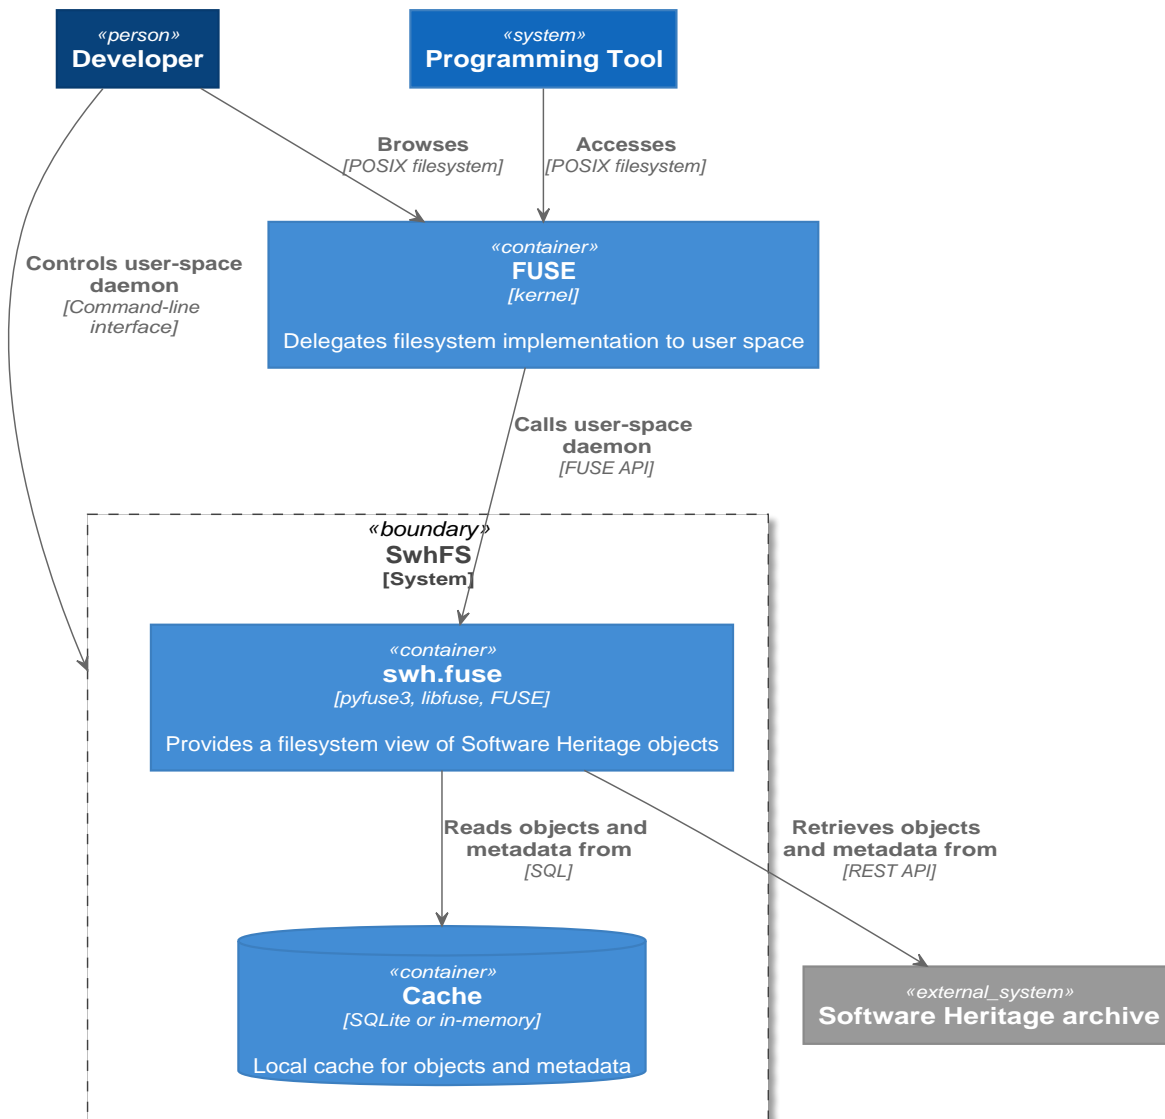 «person»
Developer
«system»
Programming Tool
Browses
[POSIX filesystem]
Accesses
[POSIX filesystem]
«container»
FUSE
[kernel]
Delegates filesystem implementation to user space
Controls user-space
daemon
[Command-line
interface]
Calls user-space
daemon
[FUSE API]
«boundary»
SwhFS
[System]
«container»
swh.fuse
[pyfuse3, libfuse, FUSE]
Provides a filesystem view of Software Heritage objects
Reads objects and
metadata from
[SQL]
Retrieves objects
and metadata from
[REST API]
«container»
Cache
[SQLite or in-memory]
Local cache for objects and metadata
«external_system»
Software Heritage archive